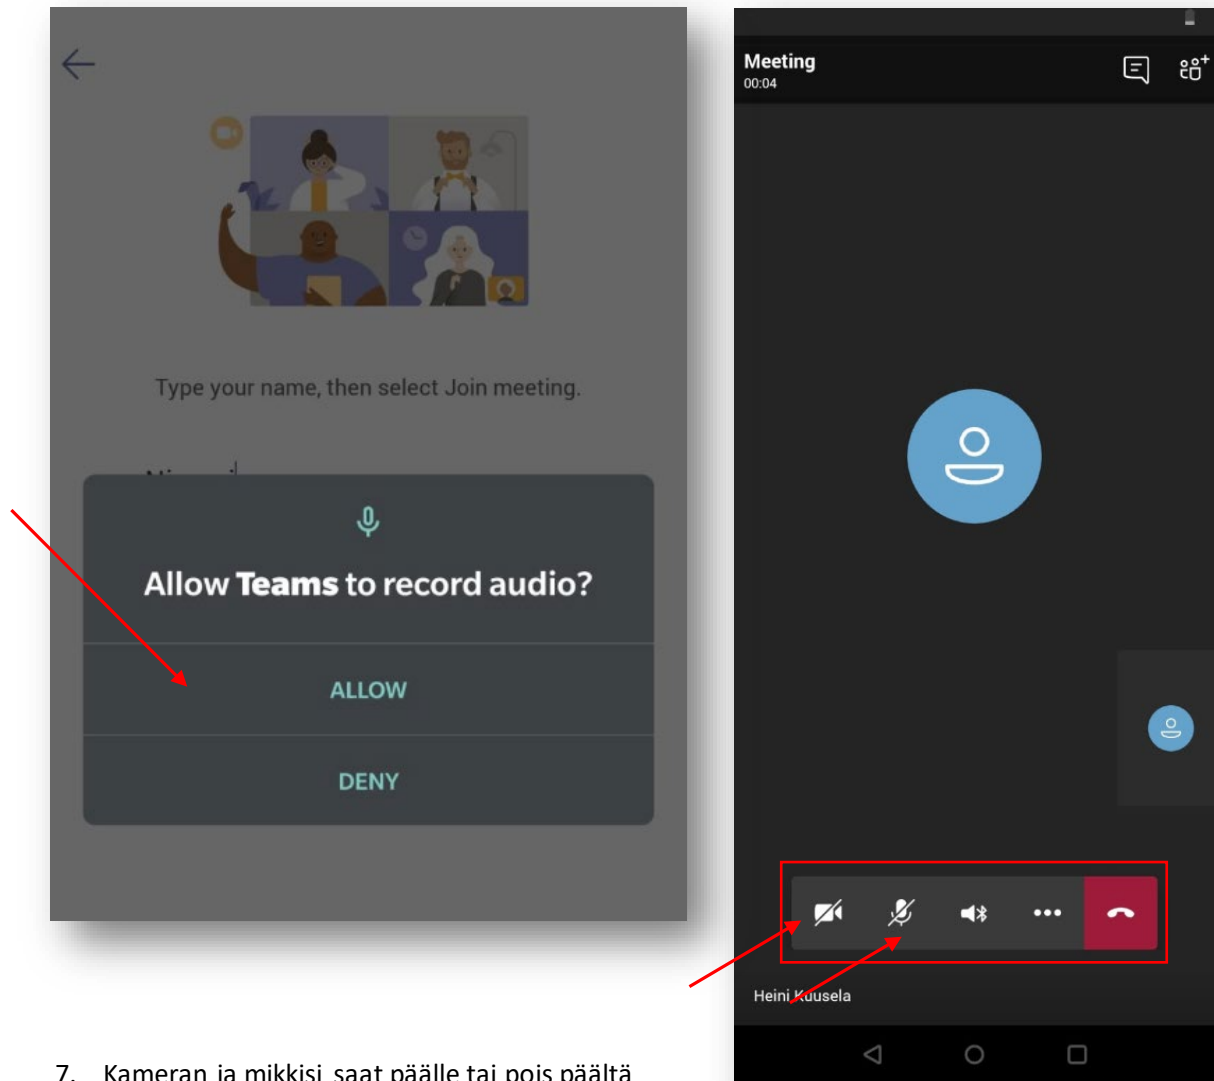 Type your name, then select Join meeting.
Allow Teams to record audio?
ALLOW
DENY
Meeting
00:04
Heini Kuusela
7. Kameran ja mikkisi saat päälle tai pois päältä